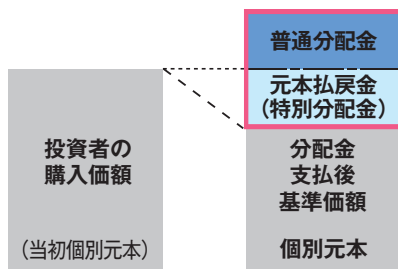 普通分配金
元本払戻金
（特別分配金）
投資者の
購入価額
（当初個別元本）
分配金
支払後
基準価額
個別元本